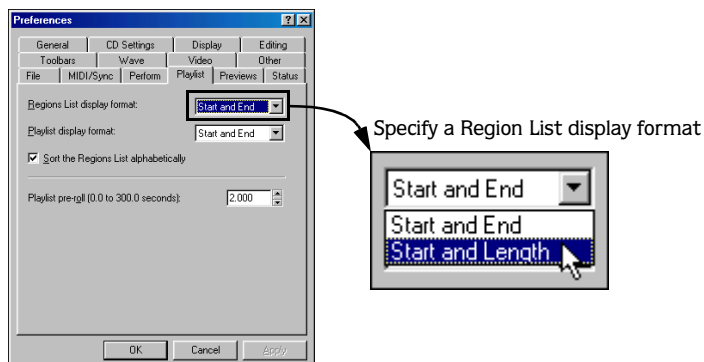 Preferences
General CD Settings Display Editing
Toolbars Wave Video Other
File MIDI/Sync Perform Playlist Previews Status
Regions List display format: Start and End
Playlist display format: Start and End
Sort the Regions List alphabetically
Playlist pre-roll (0.0 to 300.0 seconds): 2.000
OK Cancel Apply
Specify a Region List display format
Start and End
Start and End
Start and Length